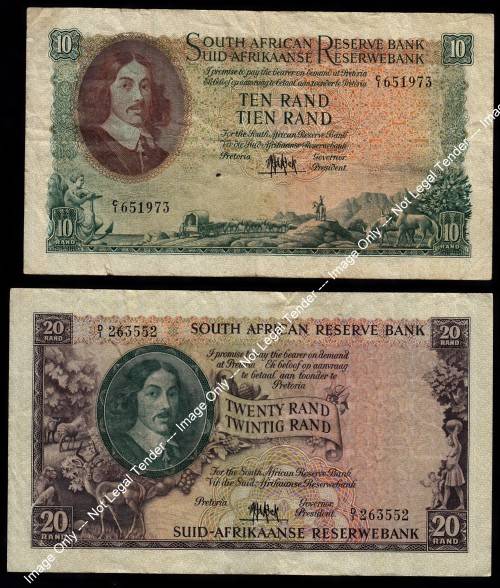 10
SOUTH AFRICAN RESERVE BANK
SUID-AFRIKAANSE RESERWEBANK
10
I promise to pay the bearer on demand at Pretoria
Ek beloof op aanvraag te betaal aan toonder te Pretoria
C/1 651973
TEN RAND
TIEN RAND
For the South African Reserve Bank
Vir die Suid-Afrikaanse Reserwebank
Pretoria Governor.
President.
C/1 651973
10
RAND
10
RAND
20
RAND
D/1 263552
SOUTH AFRICAN RESERVE BANK
20
RAND
I promise to pay the bearer on demand
at Pretoria Ek beloof op aanvraag
te betaal aan toonder te
Pretoria
TWENTY RAND
TWINTIG RAND
For the South African Reserve Bank
Vir die Suid-Afrikaanse Reserwebank
Pretoria Governor.
President.
D/1 263552
20
RAND
SUID-AFRIKAANSE RESERWEBANK
20
RAND
Image Only --- Not Legal Tender --- Image Only --- Not Legal Tender --- Image Only --- Not Legal Tender